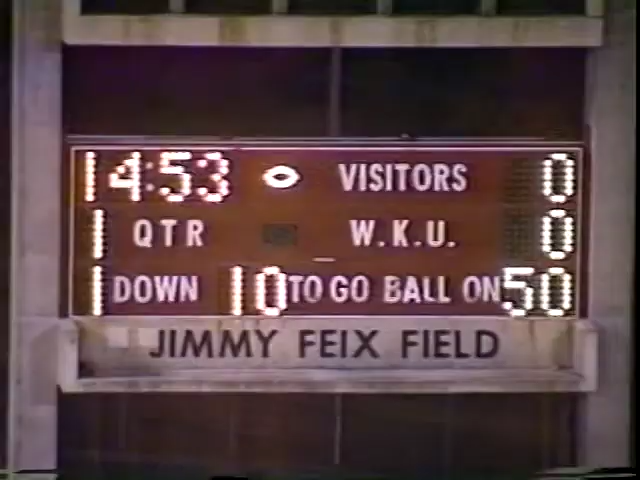 14:53 VISITORS 0
1 QTR W.K.U. 0
1 DOWN 10 TO GO BALL ON 50
JIMMY FEIX FIELD